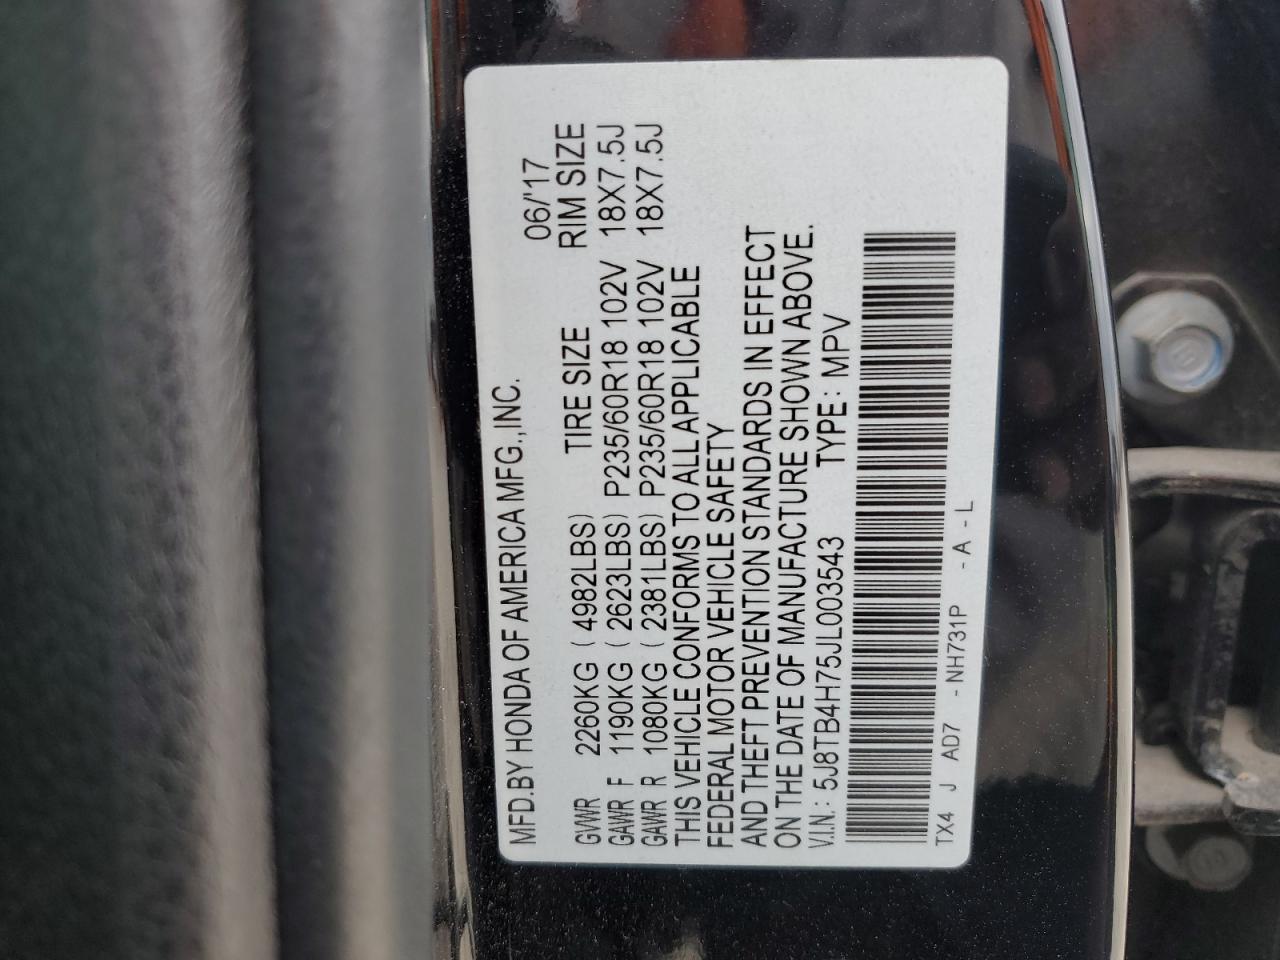 MFD.BY HONDA OF AMERICA MFG.,INC. 06/'17
GVWR 2260KG ( 4982LBS) TIRE SIZE RIM SIZE
GAWR F 1190KG ( 2623LBS) P235/60R18 102V 18X7.5J
GAWR R 1080KG ( 2381LBS) P235/60R18 102V 18X7.5J
THIS VEHICLE CONFORMS TO ALL APPLICABLE
FEDERAL MOTOR VEHICLE SAFETY
AND THEFT PREVENTION STANDARDS IN EFFECT
ON THE DATE OF MANUFACTURE SHOWN ABOVE.
V.I.N.: 5J8TB4H75JL003543 TYPE: MPV
TX4 J AD7 - NH731P - A - L